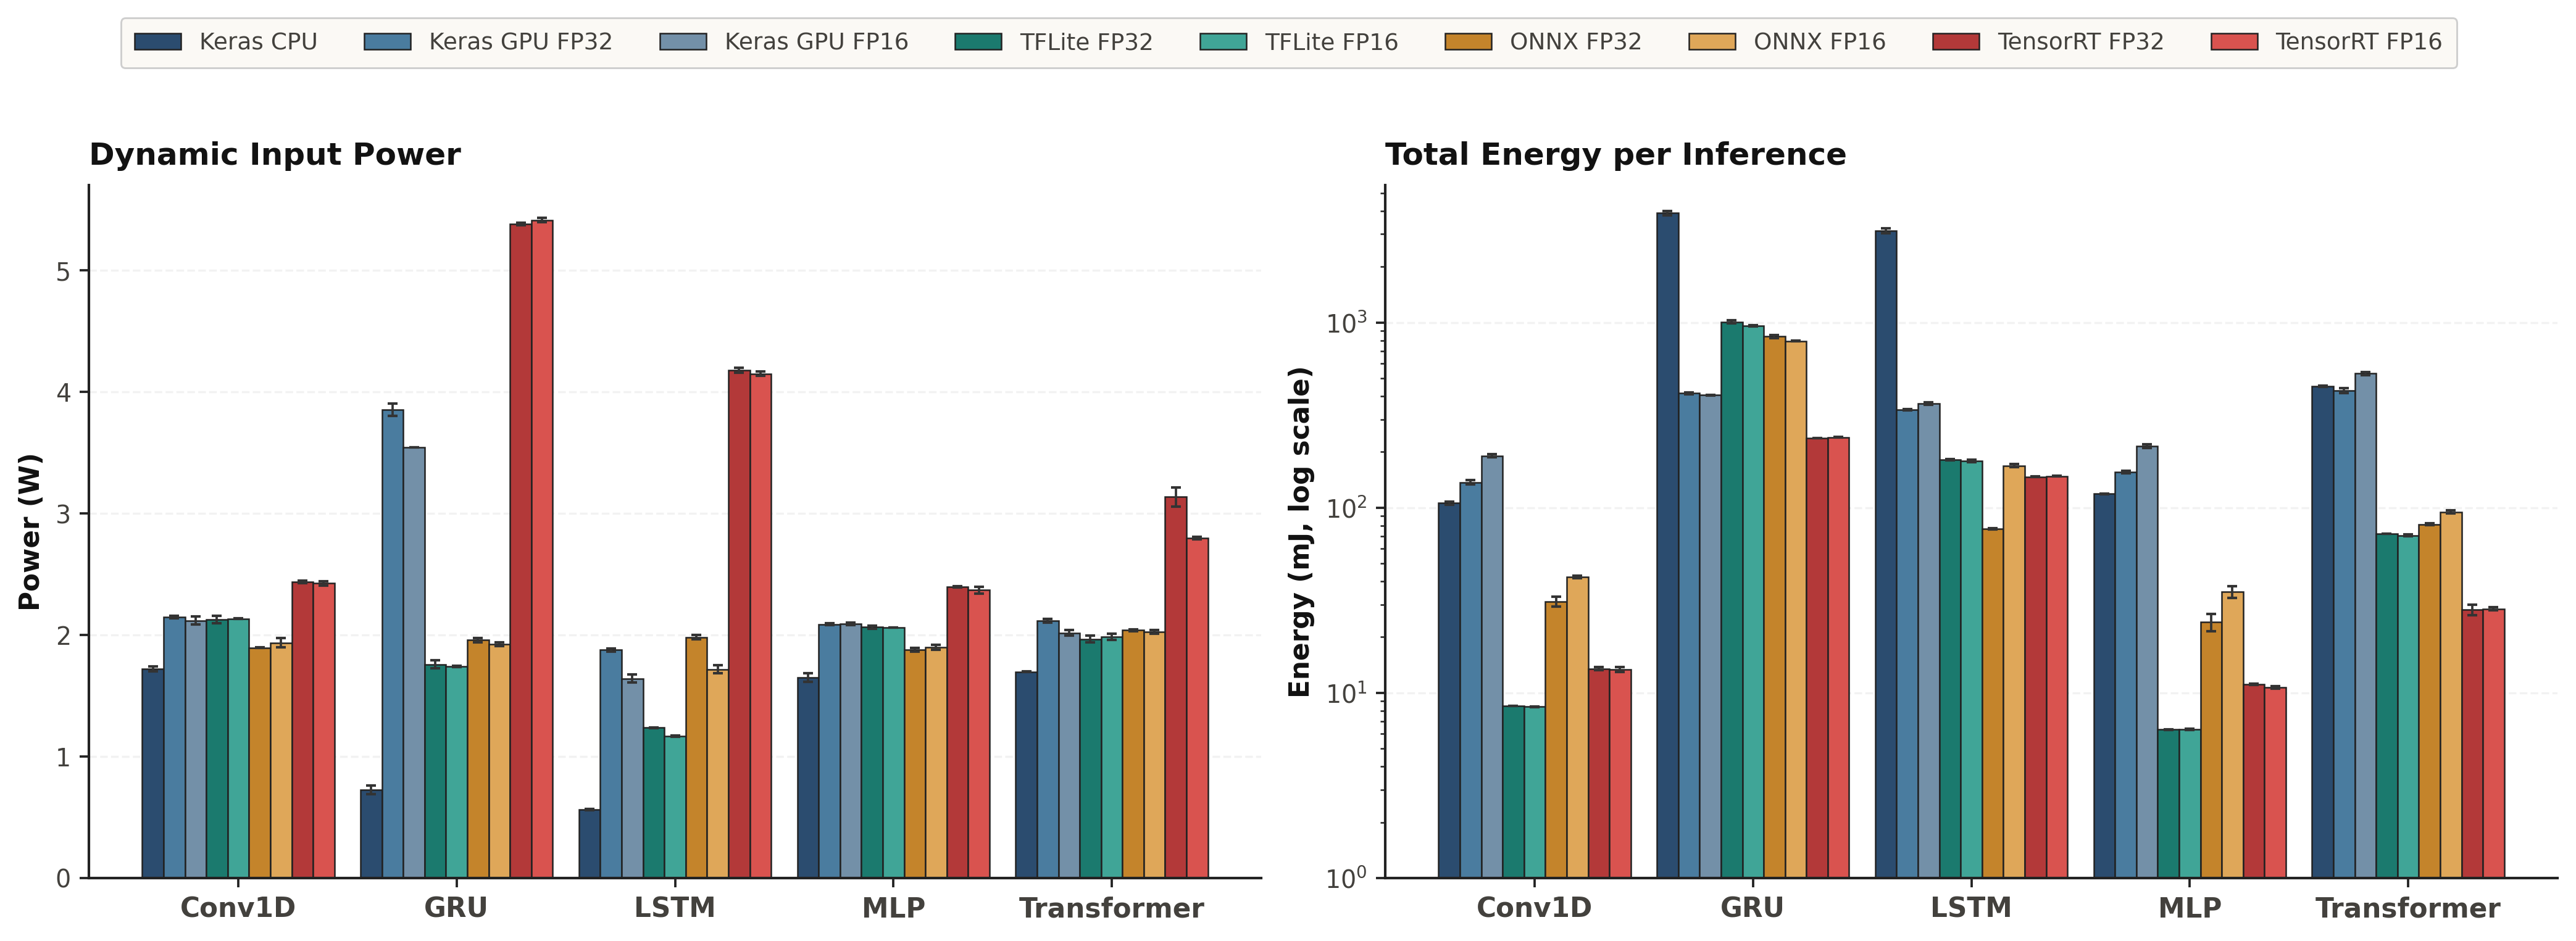 Keras CPU Keras GPU FP32 Keras GPU FP16 TFLite FP32 TFLite FP16 ONNX FP32 ONNX FP16 TensorRT FP32 TensorRT FP16
Dynamic Input Power
Power (W)
5
4
3
2
1
0
Conv1D GRU LSTM MLP Transformer
Total Energy per Inference
Energy (mJ, log scale)
10³
10²
10¹
10⁰
Conv1D GRU LSTM MLP Transformer